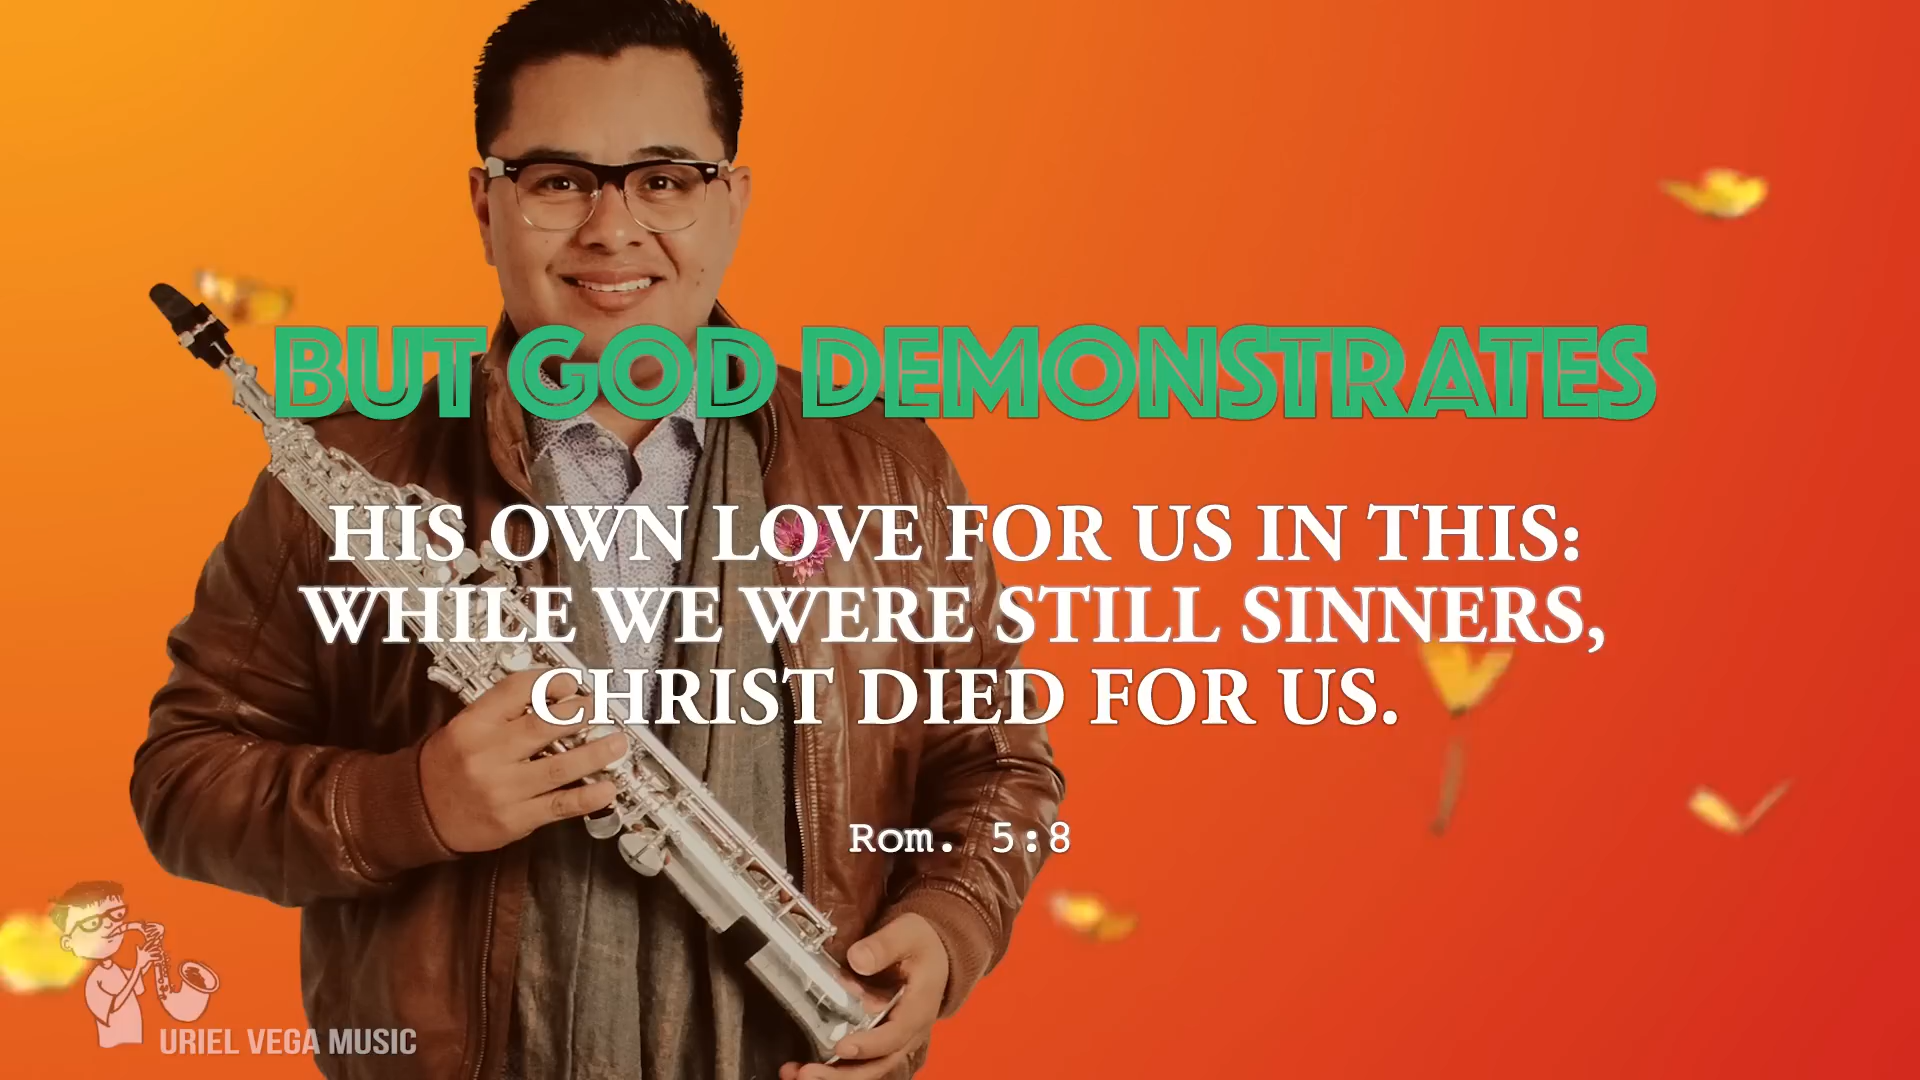 BUT GOD DEMONSTRATES
HIS OWN LOVE FOR US IN THIS:
WHILE WE WERE STILL SINNERS,
CHRIST DIED FOR US.
Rom. 5:8
URIEL VEGA MUSIC